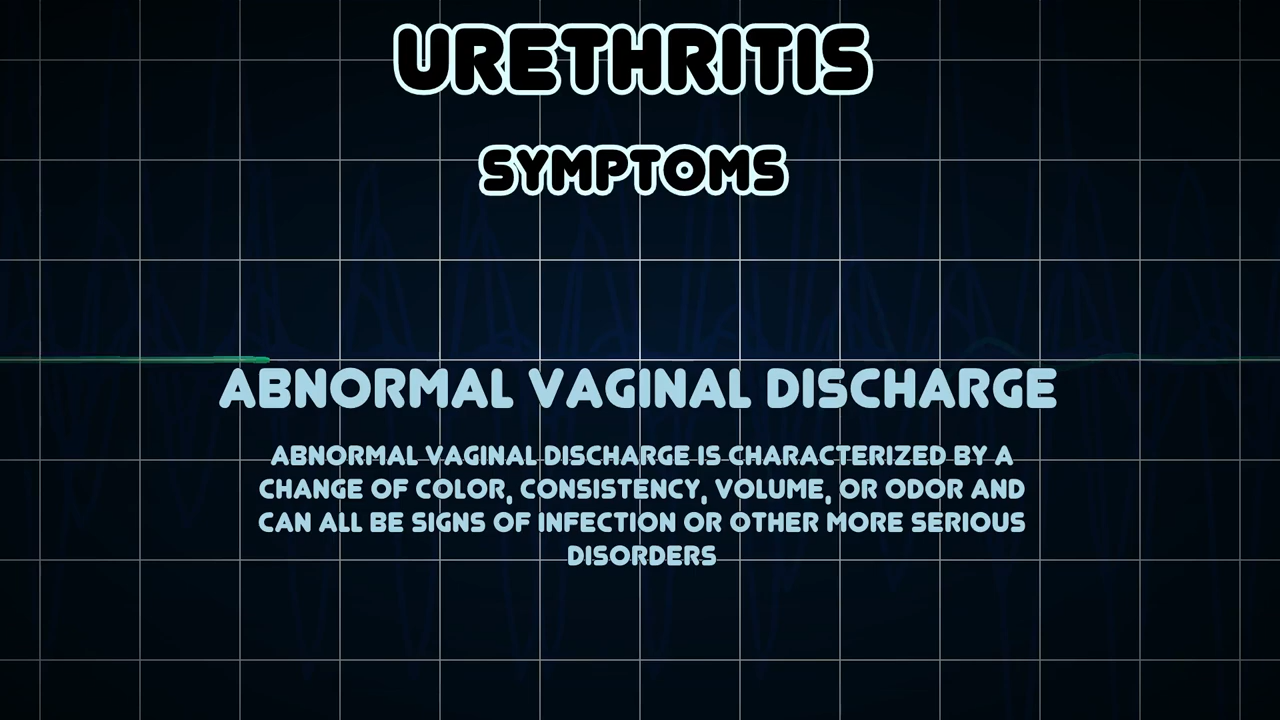 URETHRITIS
SYMPTOMS
ABNORMAL VAGINAL DISCHARGE
ABNORMAL VAGINAL DISCHARGE IS CHARACTERIZED BY A
CHANGE OF COLOR, CONSISTENCY, VOLUME, OR ODOR AND
CAN ALL BE SIGNS OF INFECTION OR OTHER MORE SERIOUS
DISORDERS